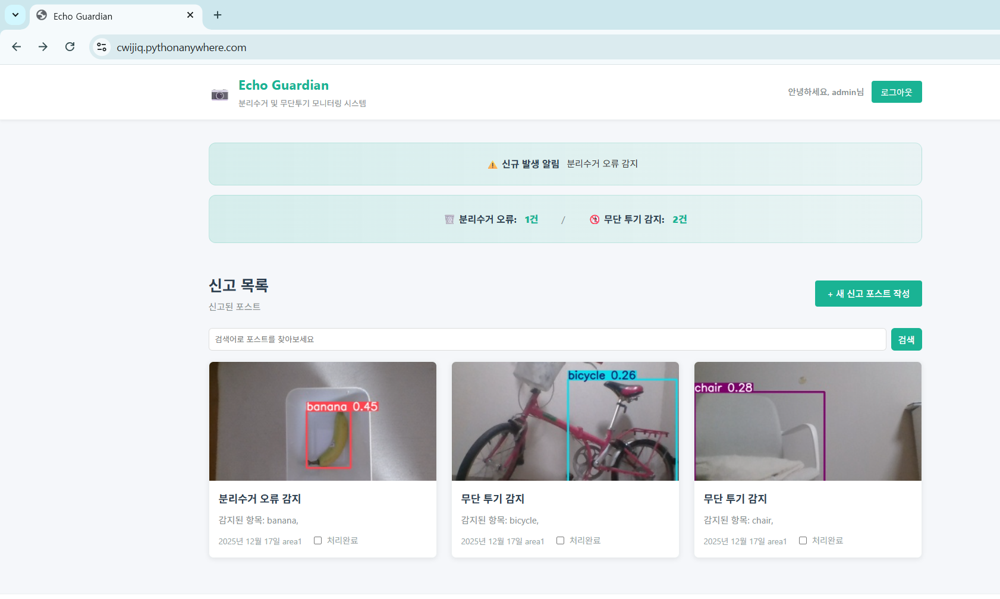 Echo Guardian
cwijiq.pythonanywhere.com
Echo Guardian
분리수거 및 무단투기 모니터링 시스템
안녕하세요, admin님
로그아웃
신규 발생 알림 분리수거 오류 감지
분리수거 오류: 1건 / 무단 투기 감지: 2건
신고 목록
신고된 포스트
+ 새 신고 포스트 작성
검색어로 포스트를 찾아보세요
검색
banana 0.45
분리수거 오류 감지
감지된 항목: banana,
2025년 12월 17일 area1 처리완료
bicycle 0.26
무단 투기 감지
감지된 항목: bicycle,
2025년 12월 17일 area1 처리완료
chair 0.28
무단 투기 감지
감지된 항목: chair,
2025년 12월 17일 area1 처리완료